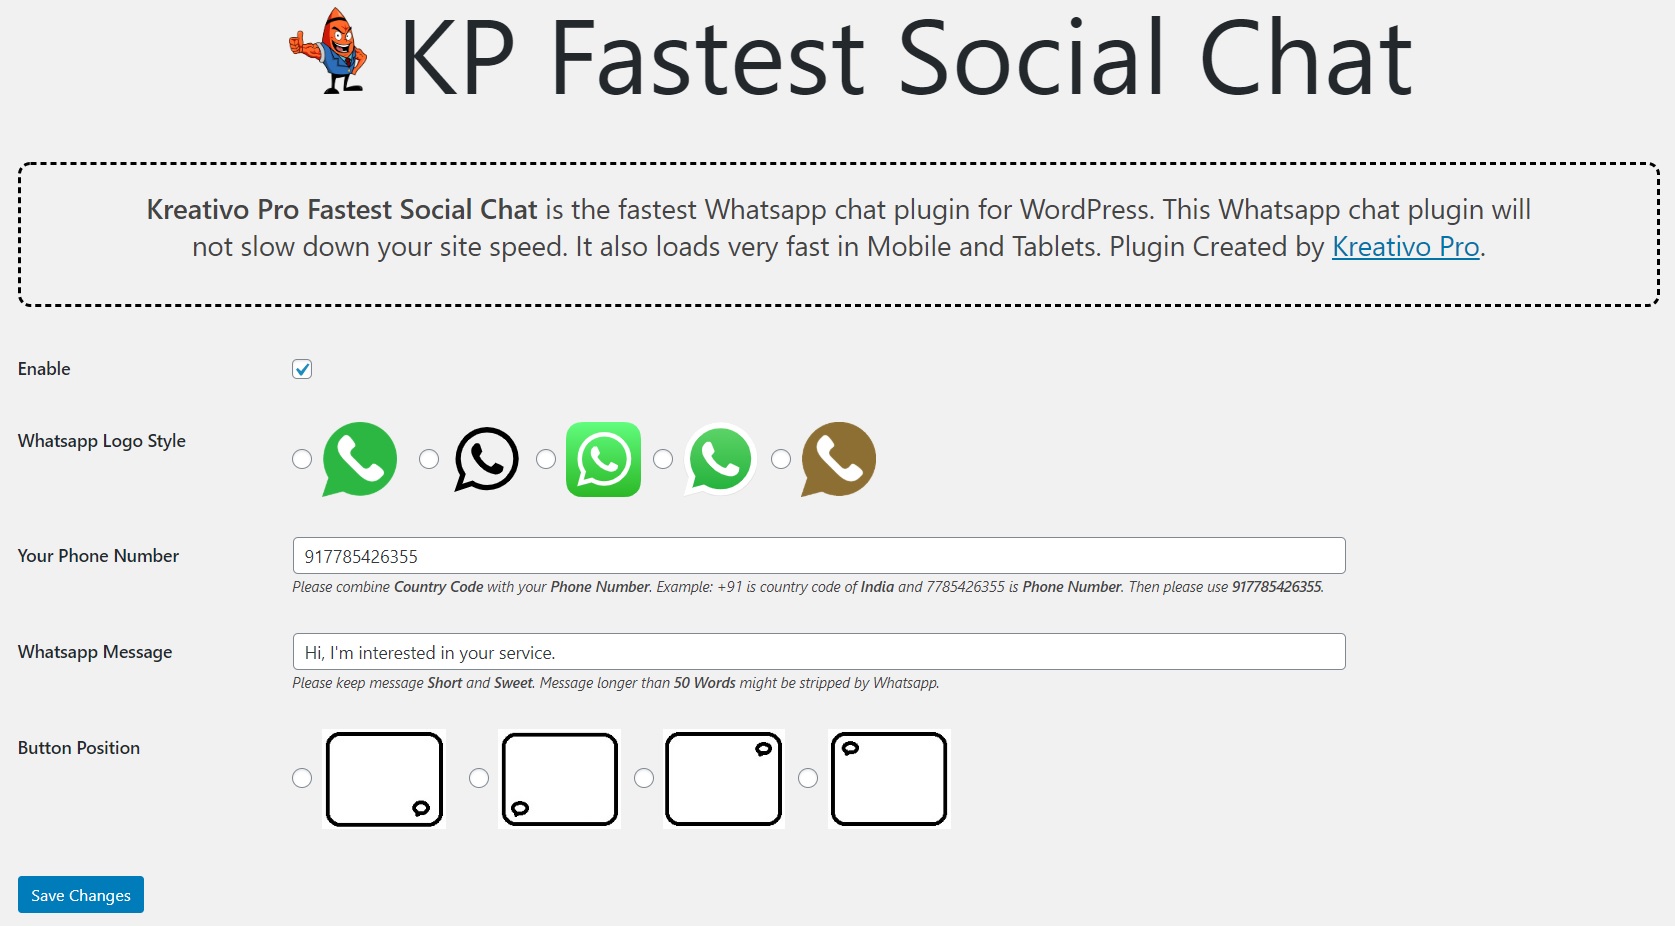 KP Fastest Social Chat
Kreativo Pro Fastest Social Chat is the fastest Whatsapp chat plugin for WordPress. This Whatsapp chat plugin will
not slow down your site speed. It also loads very fast in Mobile and Tablets. Plugin Created by Kreativo Pro.
Enable
Whatsapp Logo Style
Your Phone Number
917785426355
Please combine Country Code with your Phone Number. Example: +91 is country code of India and 7785426355 is Phone Number. Then please use 917785426355.
Whatsapp Message
Hi, I'm interested in your service.
Please keep message Short and Sweet. Message longer than 50 Words might be stripped by Whatsapp.
Button Position
Save Changes